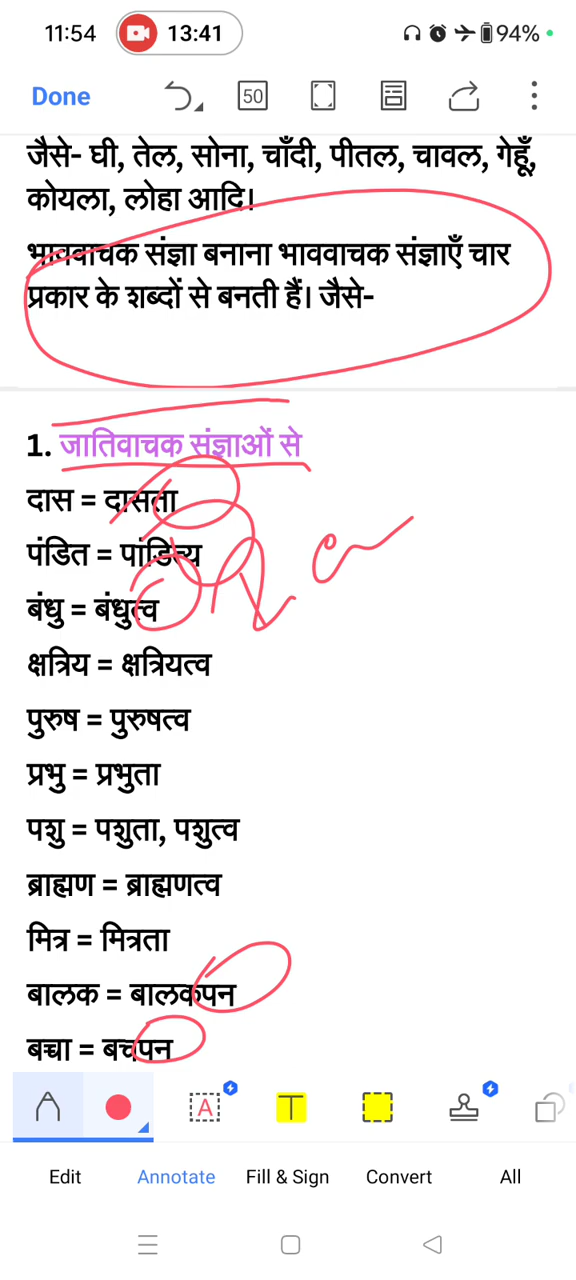 11:54 13:41 94%
Done 50
जैसे- घी, तेल, सोना, चाँदी, पीतल, चावल, गेहूँ,
कोयला, लोहा आदि।
भाववाचक संज्ञा बनाना भाववाचक संज्ञाएँ चार
प्रकार के शब्दों से बनती हैं। जैसे-
1. जातिवाचक संज्ञाओं से
दास = दासता
पंडित = पांडित्य
बंधु = बंधुत्व
क्षत्रिय = क्षत्रियत्व
पुरुष = पुरुषत्व
प्रभु = प्रभुता
पशु = पशुता, पशुत्व
ब्राह्मण = ब्राह्मणत्व
मित्र = मित्रता
बालक = बालकपन
बच्चा = बचपन
A T
Edit Annotate Fill & Sign Convert All